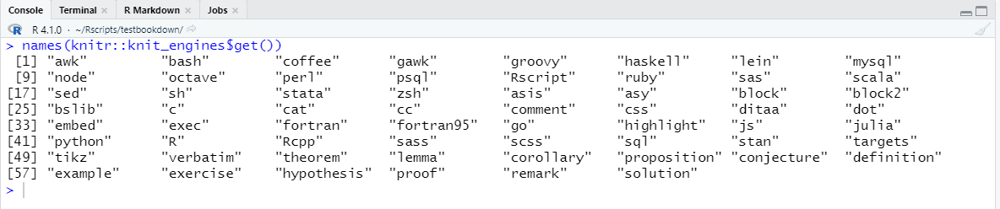 Console Terminal × R Markdown × Jobs ×
R 4.1.0 · ~/Rscripts/testbookdown/
> names(knitr::knit_engines$get())
[1] "awk" "bash" "coffee" "gawk" "groovy" "haskell" "lein" "mysql"
[9] "node" "octave" "perl" "psql" "Rscript" "ruby" "sas" "scala"
[17] "sed" "sh" "stata" "zsh" "asis" "asy" "block" "block2"
[25] "bslib" "c" "cat" "cc" "comment" "css" "ditaa" "dot"
[33] "embed" "exec" "fortran" "fortran95" "go" "highlight" "js" "julia"
[41] "python" "R" "Rcpp" "sass" "scss" "sql" "stan" "targets"
[49] "tikz" "verbatim" "theorem" "lemma" "corollary" "proposition" "conjecture" "definition"
[57] "example" "exercise" "hypothesis" "proof" "remark" "solution"
>